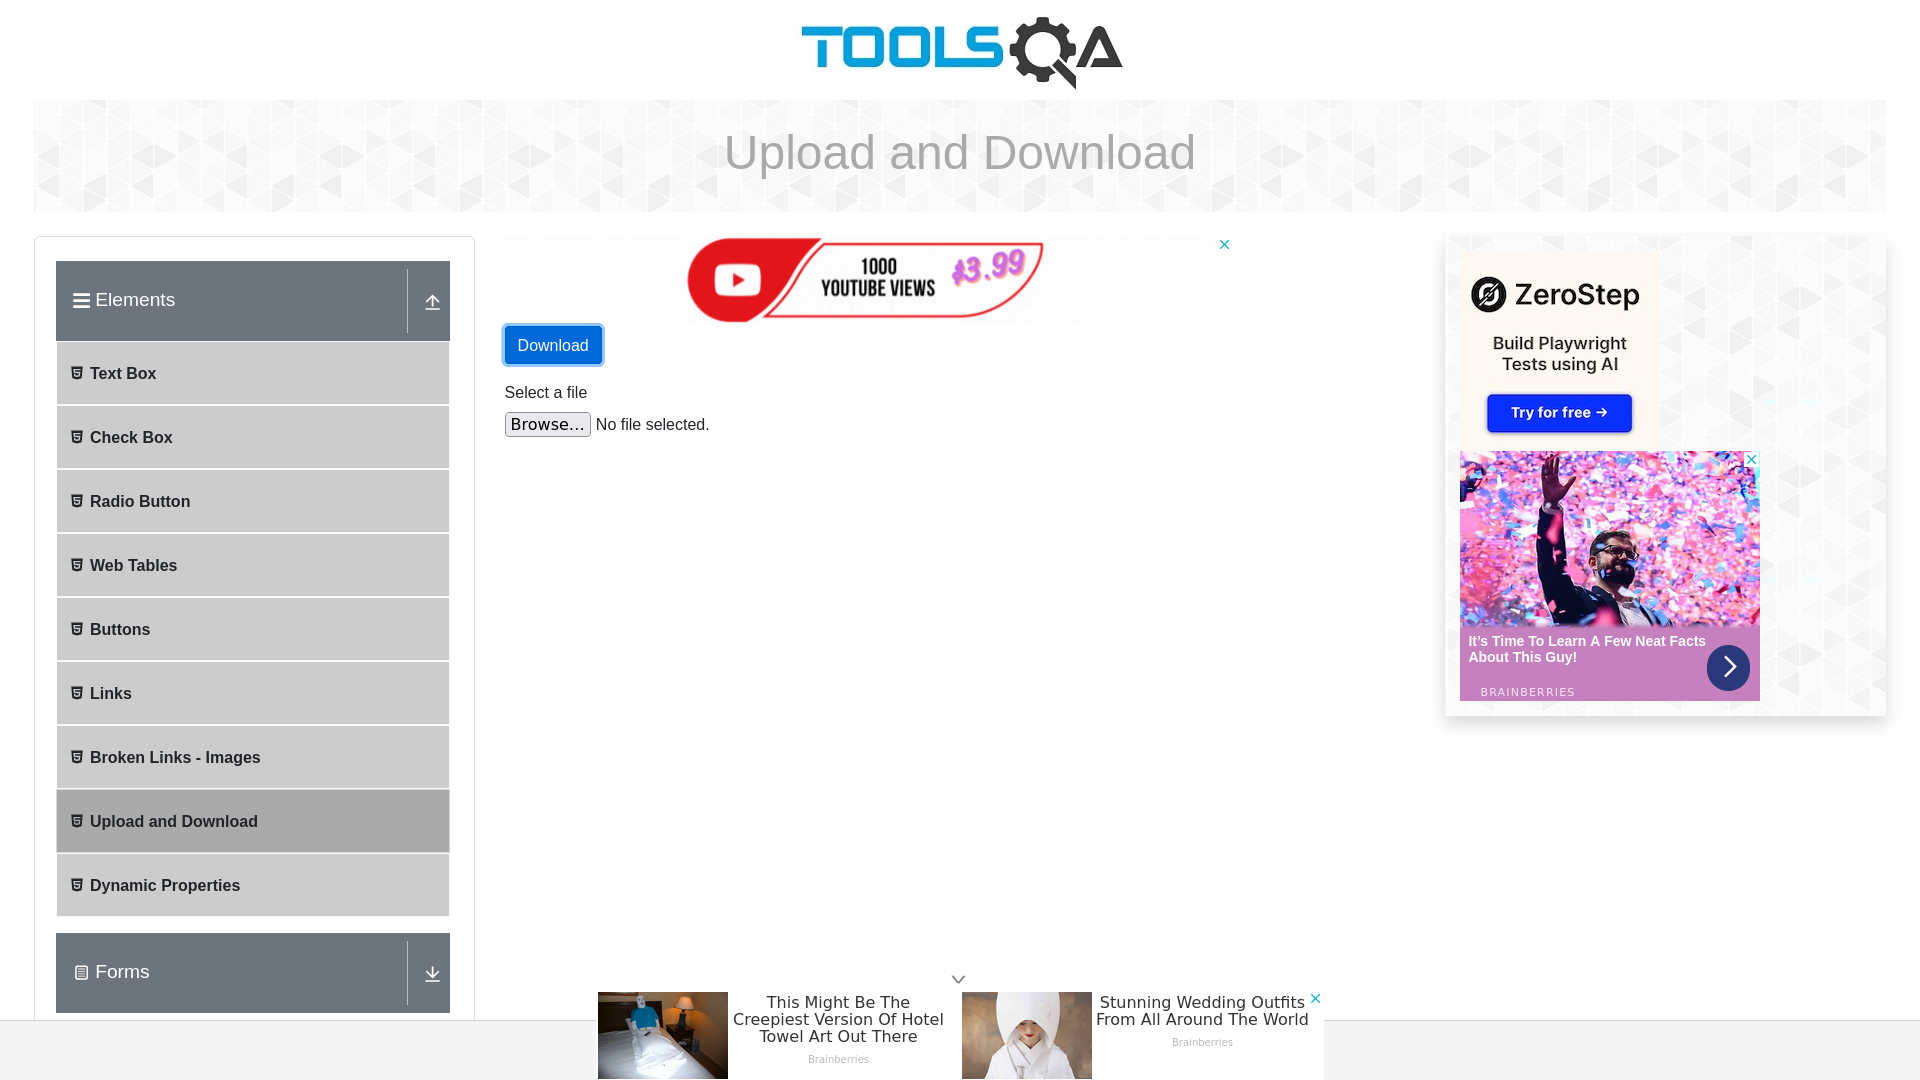 TOOLSQA
Upload and Download
Elements
Text Box
Check Box
Radio Button
Web Tables
Buttons
Links
Broken Links - Images
Upload and Download
Dynamic Properties
Forms
1000
YOUTUBE VIEWS
$3.99
Download
Select a file
Browse...
No file selected.
ZeroStep
Build Playwright
Tests using AI
Try for free →
It's Time To Learn A Few Neat Facts
About This Guy!
BRAINBERRIES
This Might Be The
Creepiest Version Of Hotel
Towel Art Out There
Brainberries
Stunning Wedding Outfits
From All Around The World
Brainberries